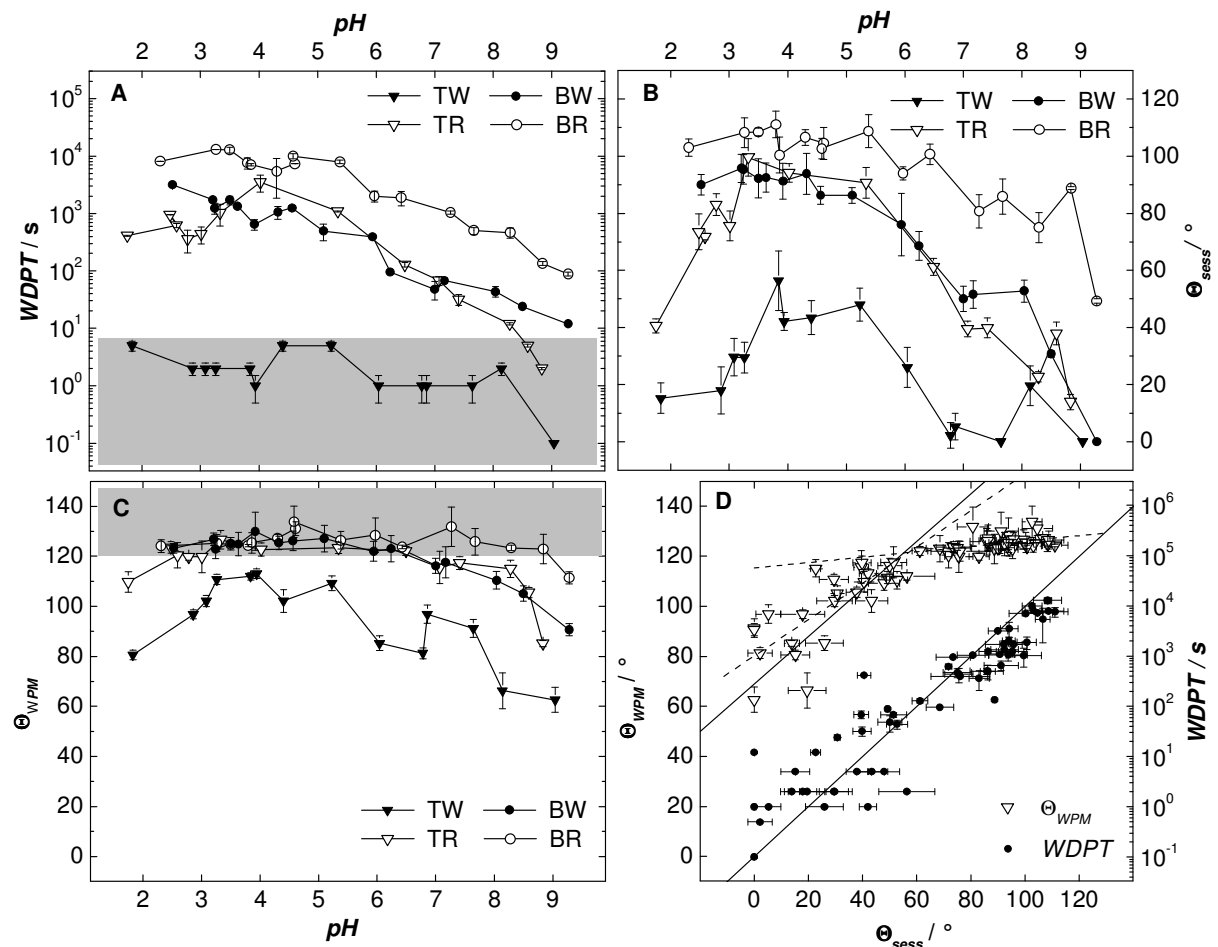 pH
pH
2 3 4 5 6 7 8 9
2 3 4 5 6 7 8 9
A
TW BW
TR BR
10^5
10^4
10^3
10^2
10^1
10^0
10^-1
WDPT / s
B
TW BW
TR BR
120
100
80
60
40
20
0
Θsess / °
C
140
120
100
80
60
40
20
0
ΘWPM / °
TW BW
TR BR
2 3 4 5 6 7 8 9
pH
D
140
120
100
80
60
40
20
0
ΘWPM / °
10^6
10^5
10^4
10^3
10^2
10^1
10^0
10^-1
WDPT / s
ΘWPM
WDPT
0 20 40 60 80 100 120
Θsess / °